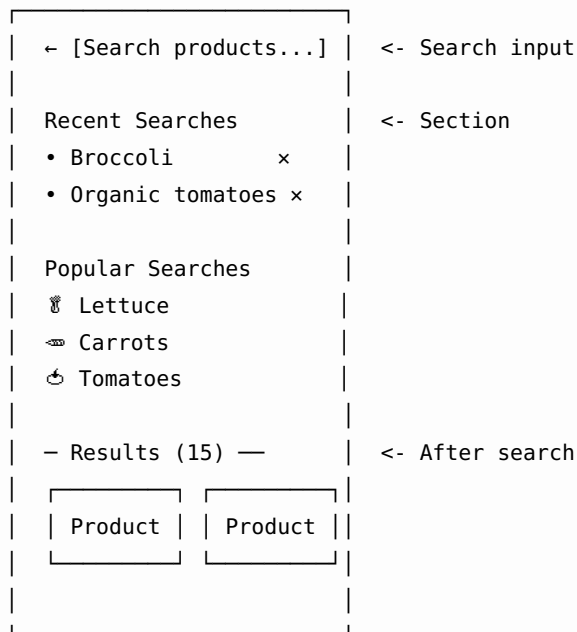 ← [Search products...] <- Search input
Recent Searches <- Section
• Broccoli ×
• Organic tomatoes ×
Popular Searches
🥬 Lettuce
🥕 Carrots
🍅 Tomatoes
─ Results (15) ── <- After search
Product Product